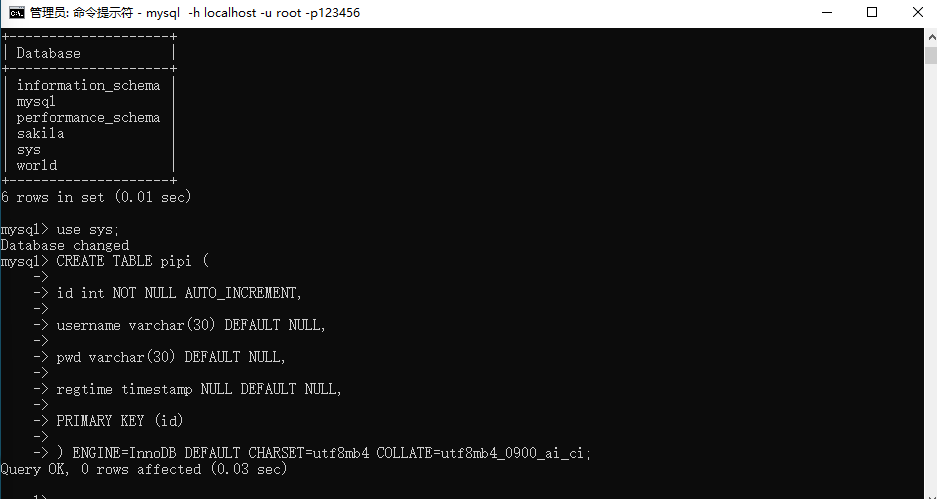 管理员: 命令提示符 - mysql  -h localhost -u root -p123456
+--------------------+
| Database           |
+--------------------+
| information_schema |
| mysql              |
| performance_schema |
| sakila             |
| sys                |
| world              |
+--------------------+
6 rows in set (0.01 sec)
mysql> use sys;
Database changed
mysql> CREATE TABLE pipi (
    ->
    -> id int NOT NULL AUTO_INCREMENT,
    ->
    -> username varchar(30) DEFAULT NULL,
    ->
    -> pwd varchar(30) DEFAULT NULL,
    ->
    -> regtime timestamp NULL DEFAULT NULL,
    ->
    -> PRIMARY KEY (id)
    ->
    -> ) ENGINE=InnoDB DEFAULT CHARSET=utf8mb4 COLLATE=utf8mb4_0900_ai_ci;
Query OK, 0 rows affected (0.03 sec)